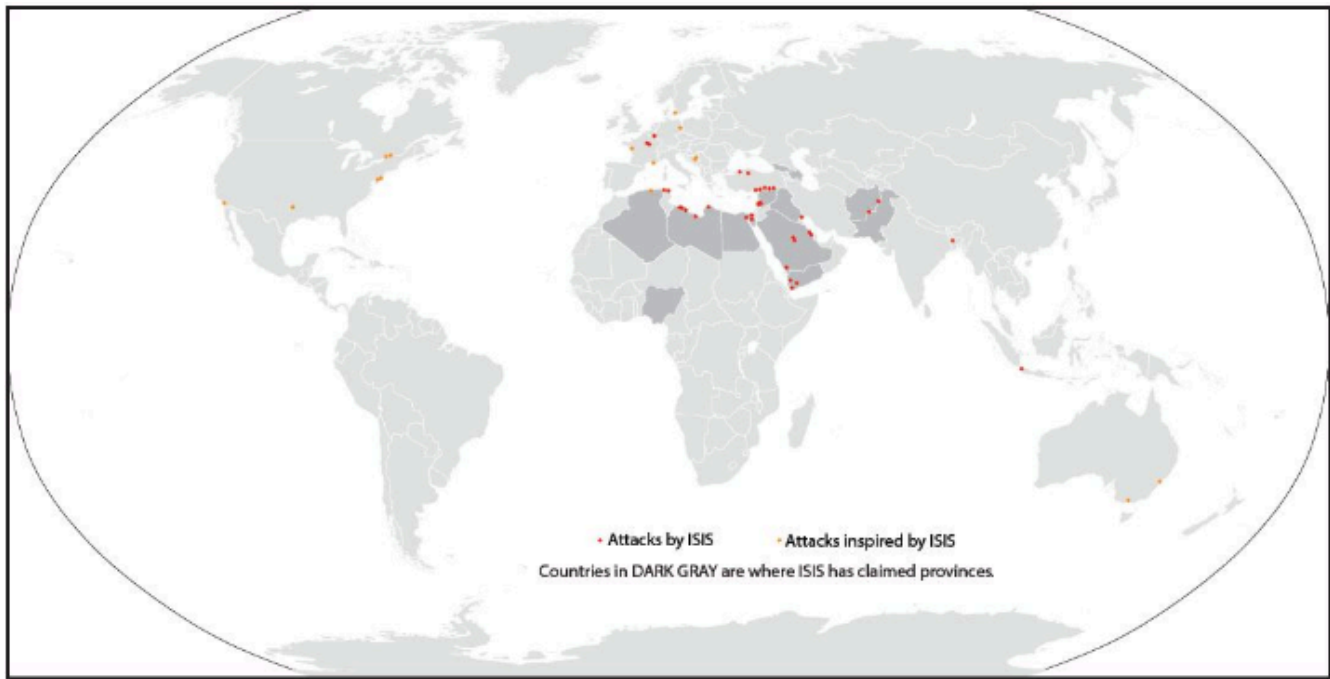 Attacks by ISIS Attacks inspired by ISIS
Countries in DARK GRAY are where ISIS has claimed provinces.